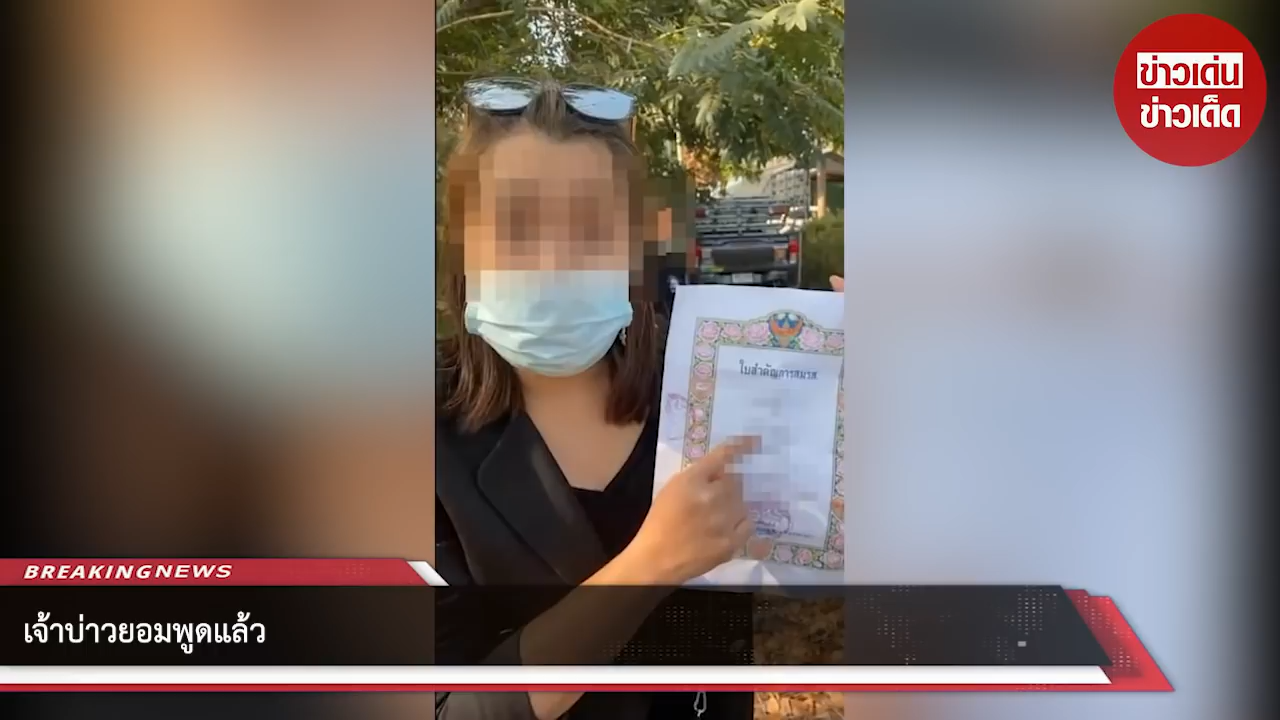 ข่าวเด่น
ข่าวเด็ด
ใบสำคัญการสมรส
BREAKINGNEWS
เจ้าบ่าวยอมพูดแล้ว